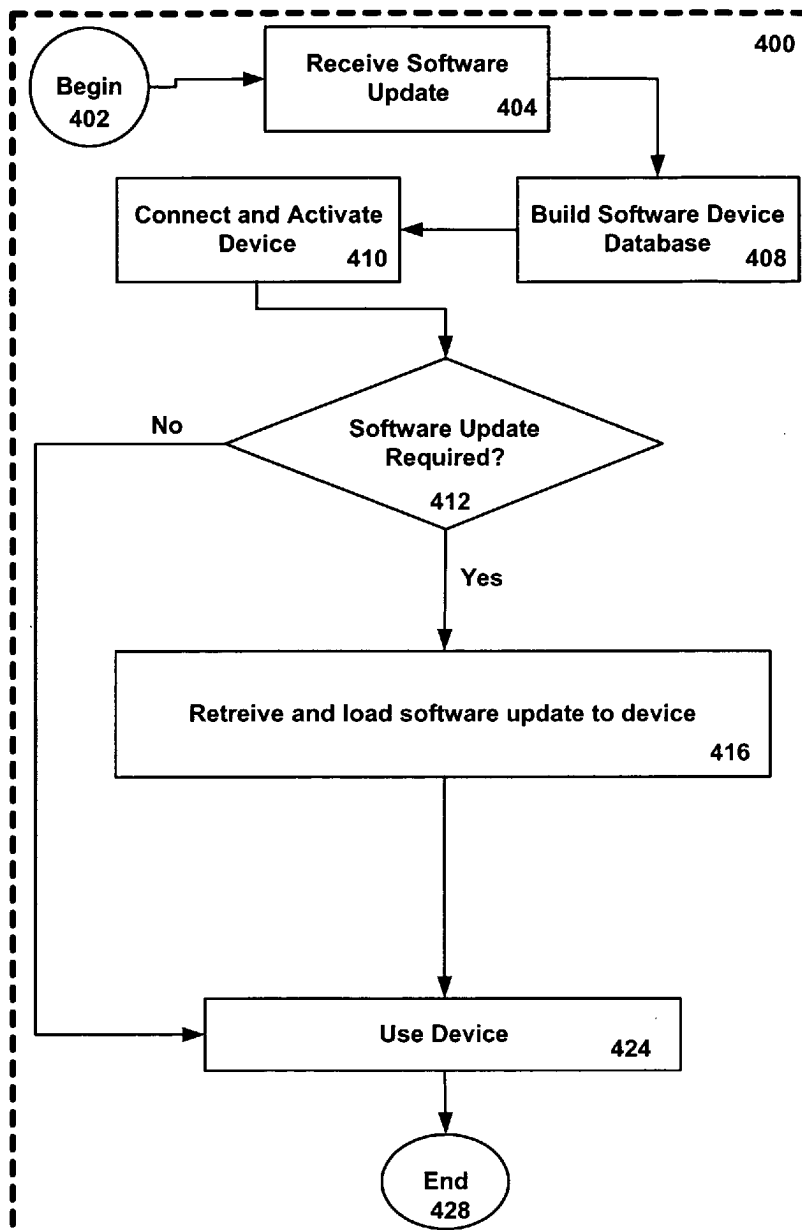 400
Begin
402
Receive Software
Update
404
Connect and Activate
Device
410
Build Software Device
Database
408
No
Software Update
Required?
412
Yes
Retreive and load software update to device
416
Use Device
424
End
428